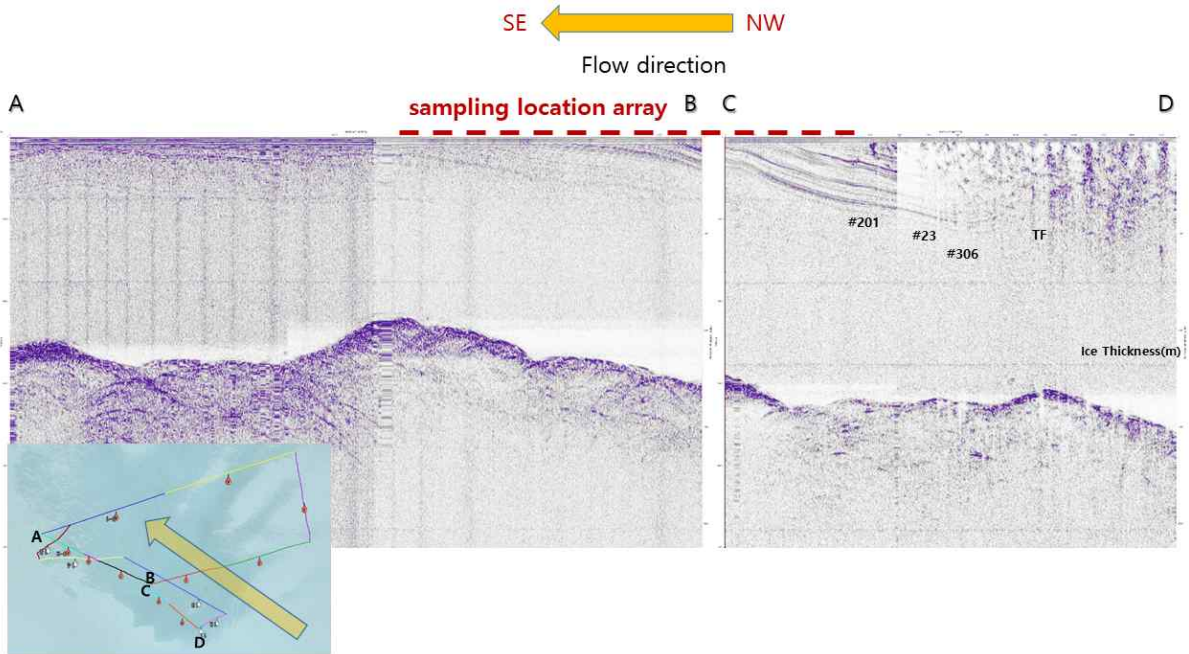 SE NW
Flow direction
A sampling location array B C D
#201
#23
#306
TF
Ice Thickness(m)
A
B
C
D